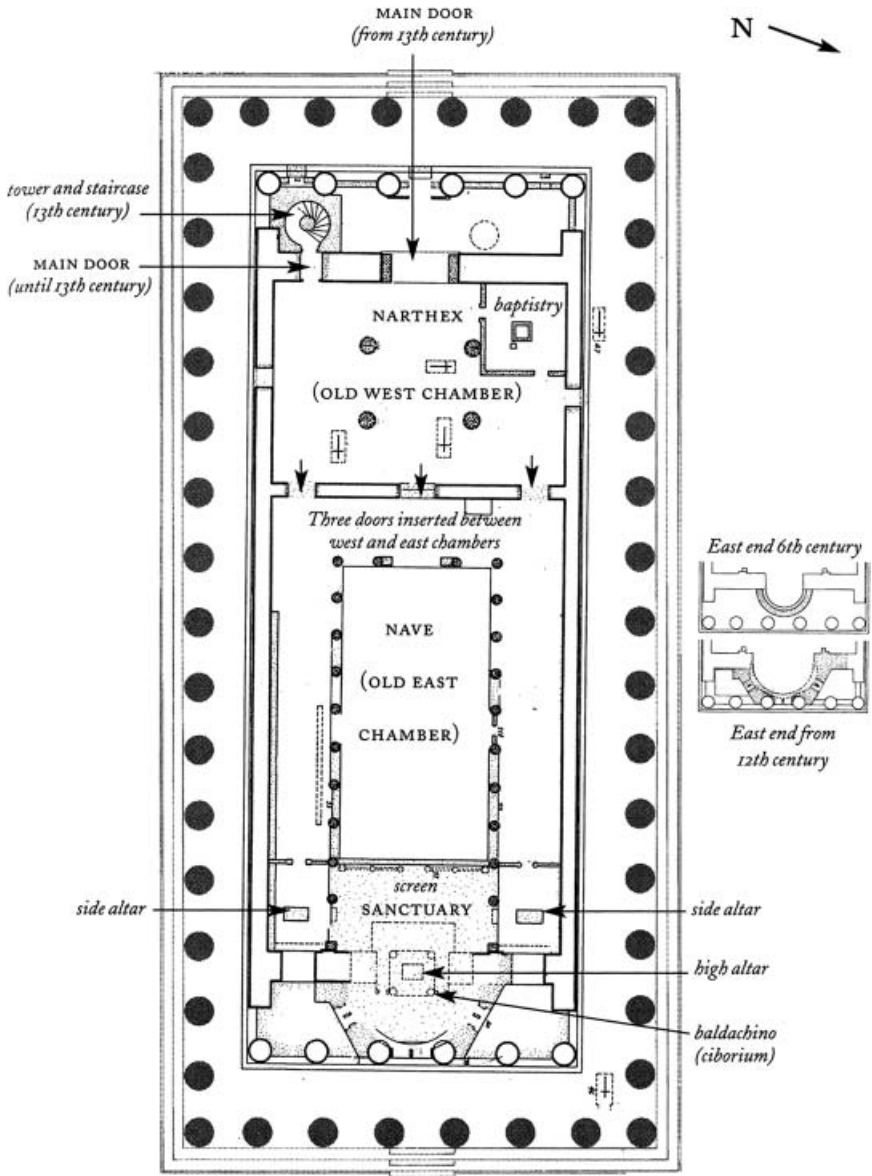 MAIN DOOR
(from 13th century)
N
tower and staircase
(13th century)
MAIN DOOR
(until 13th century)
NARTHEX
baptistry
(OLD WEST CHAMBER)
Three doors inserted between
west and east chambers
East end 6th century
NAVE
(OLD EAST
CHAMBER)
East end from
12th century
screen
side altar
SANCTUARY
side altar
high altar
baldachino
(ciborium)